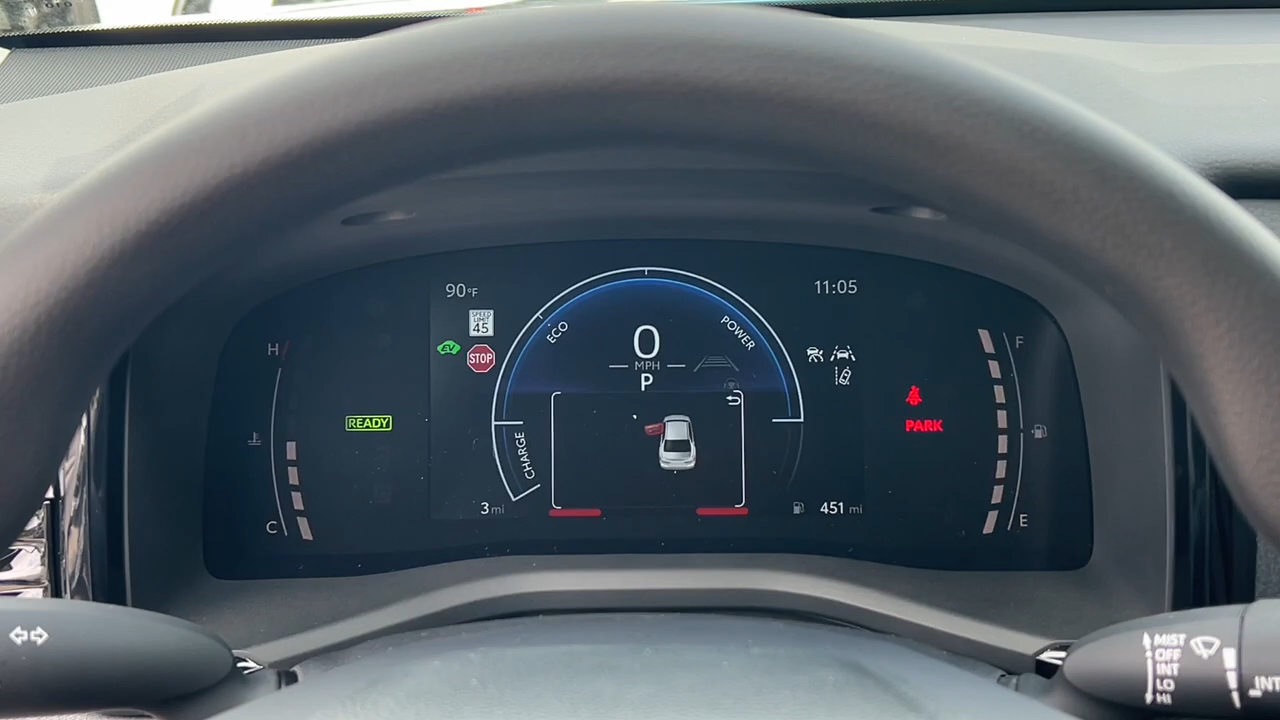 90°F
11:05
SPEED
LIMIT
45
ECO
POWER
0
MPH
P
H
F
EV
STOP
READY
PARK
CHARGE
C
3 mi
451 mi
E
MIST
OFF
INT
LO
HI
INT